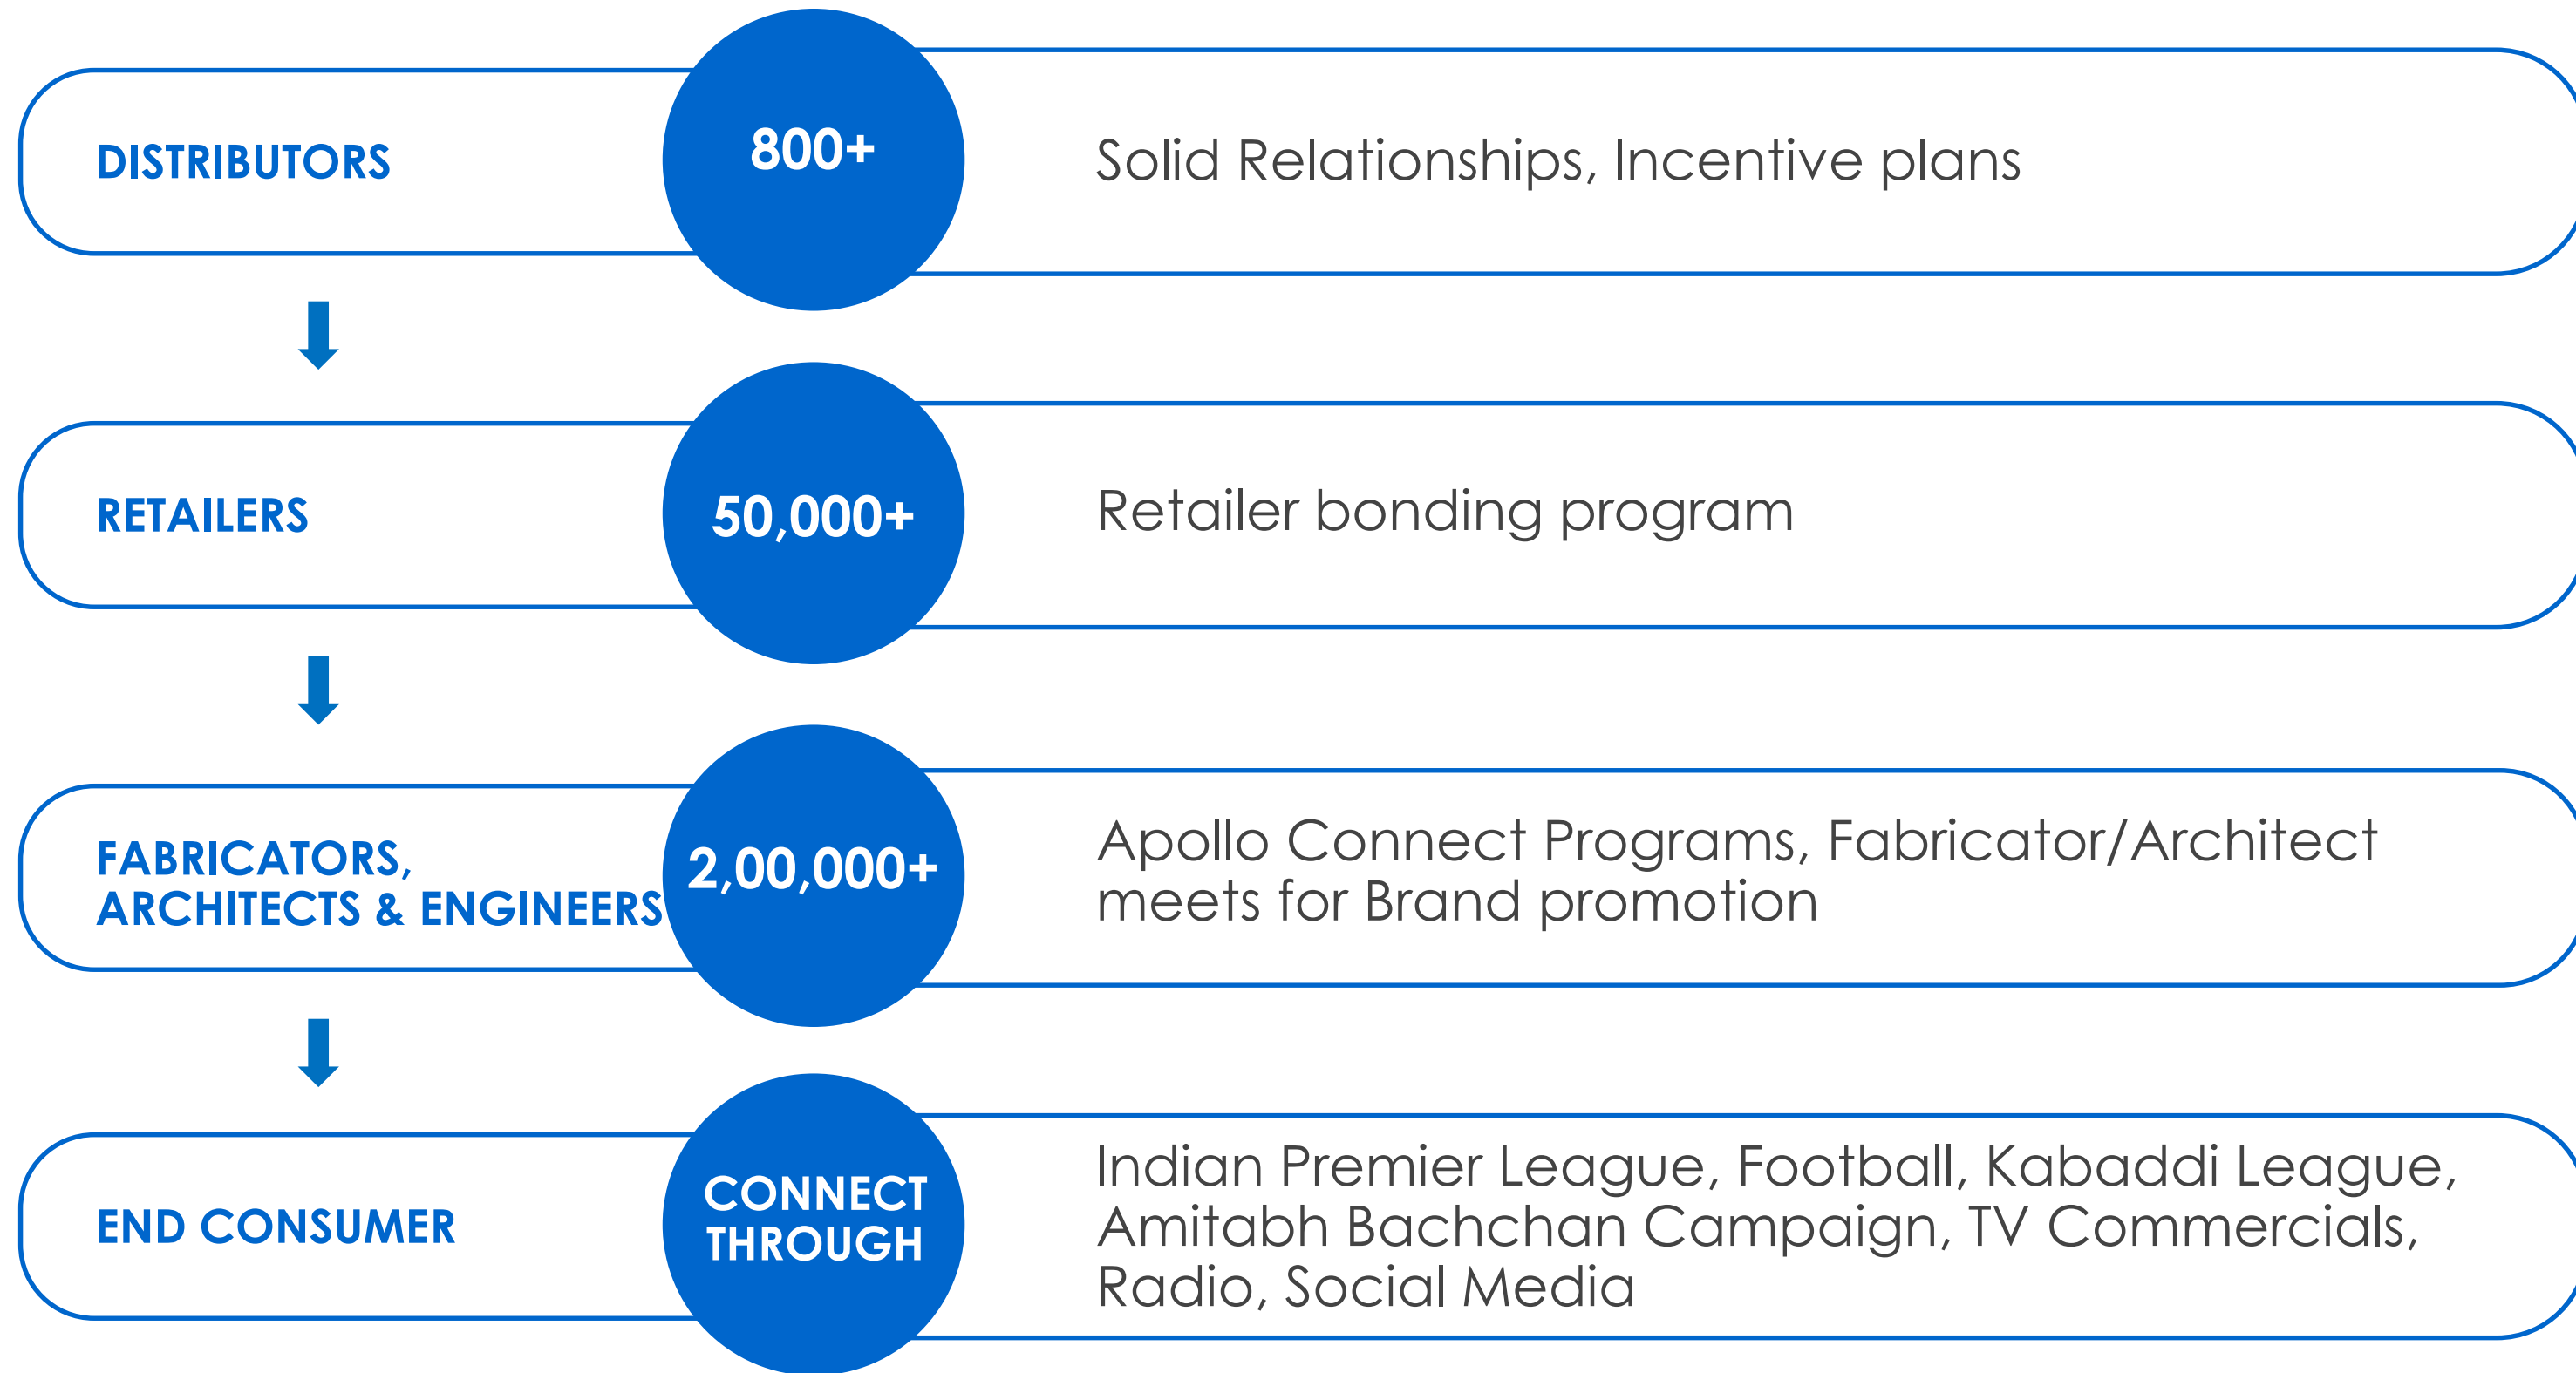 DISTRIBUTORS
800+
Solid Relationships, Incentive plans
RETAILERS
50,000+
Retailer bonding program
FABRICATORS,
ARCHITECTS & ENGINEERS
2,00,000+
Apollo Connect Programs, Fabricator/Architect
meets for Brand promotion
END CONSUMER
CONNECT
THROUGH
Indian Premier League, Football, Kabaddi League,
Amitabh Bachchan Campaign, TV Commercials,
Radio, Social Media